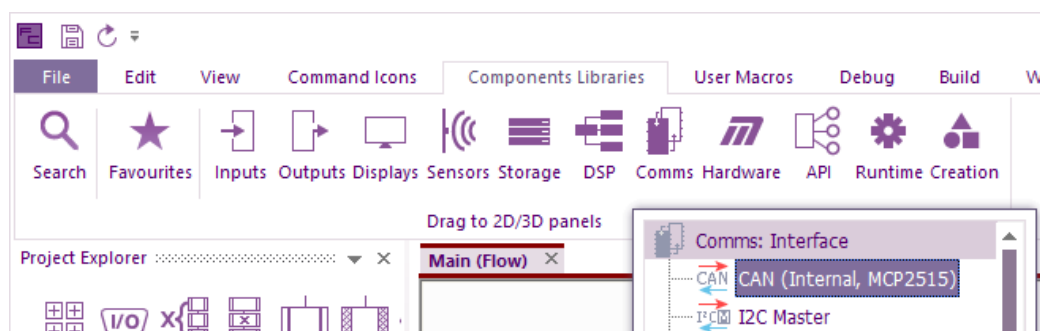 File Edit View Command Icons Components Libraries User Macros Debug Build W
Search Favourites Inputs Outputs Displays Sensors Storage DSP Comms Hardware API Runtime Creation
Drag to 2D/3D panels
Comms: Interface
Project Explorer
Main (Flow)
CAN CAN (Internal, MCP2515)
I²C M I2C Master
I/O X